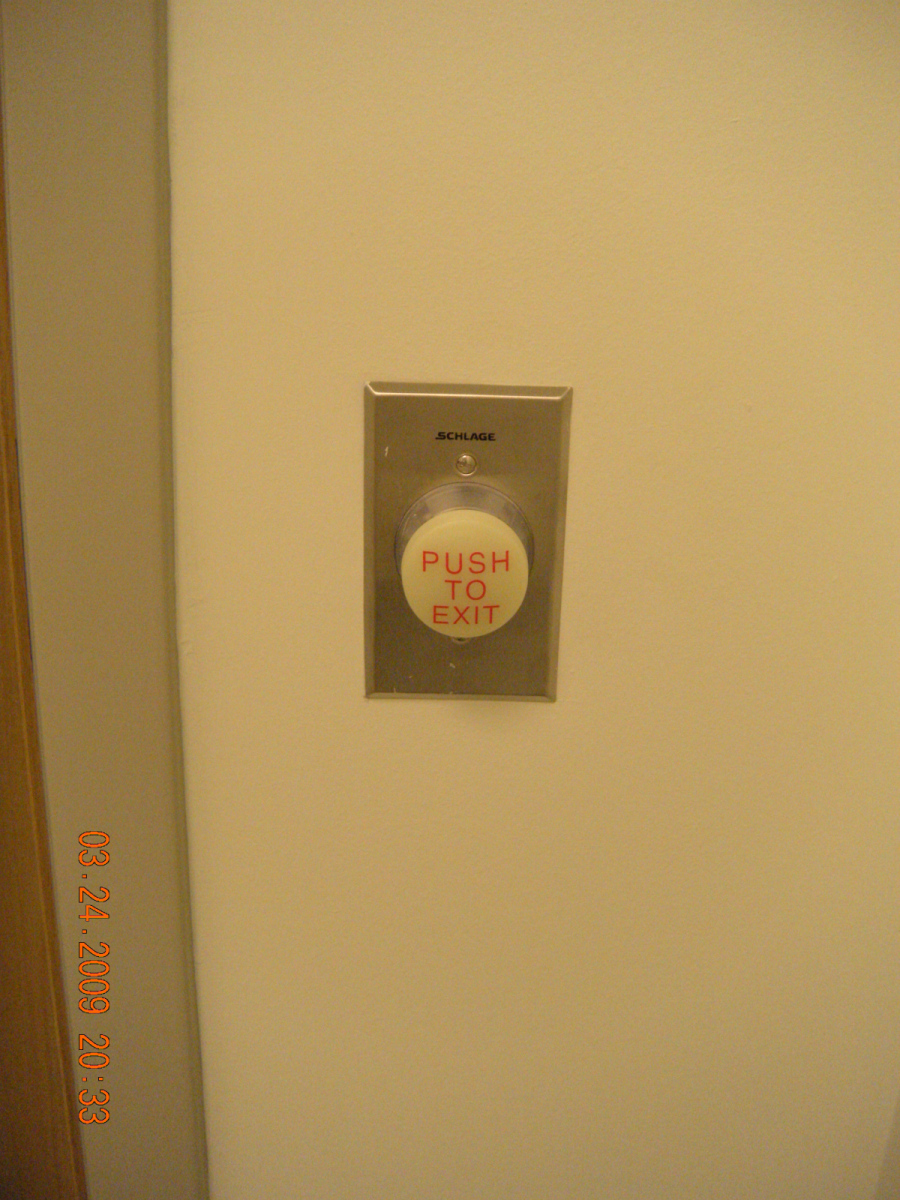 SCHLAGE
PUSH
TO
EXIT
03.24.2009 20:33